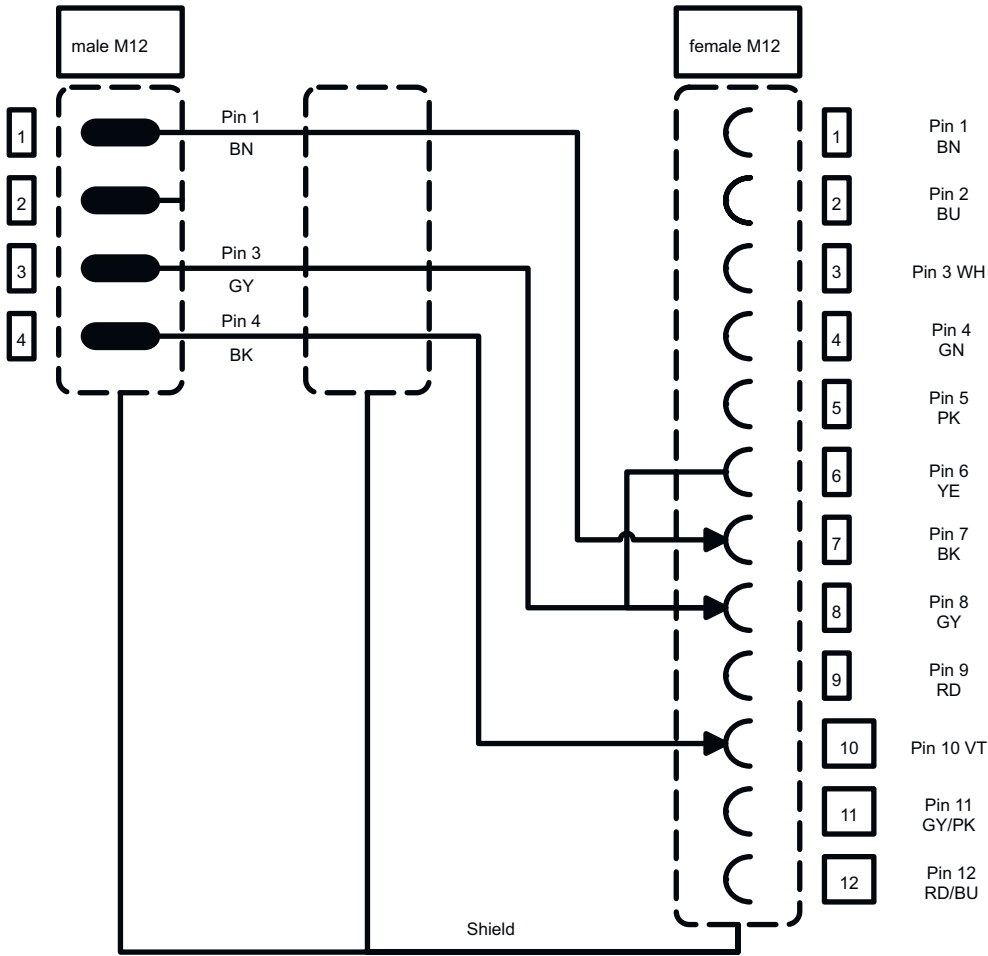 male M12
female M12
1
Pin 1
BN
2
3
Pin 3
GY
4
Pin 4
BK
1
Pin 1
BN
2
Pin 2
BU
3
Pin 3 WH
4
Pin 4
GN
5
Pin 5
PK
6
Pin 6
YE
7
Pin 7
BK
8
Pin 8
GY
9
Pin 9
RD
10
Pin 10 VT
11
Pin 11
GY/PK
12
Pin 12
RD/BU
Shield